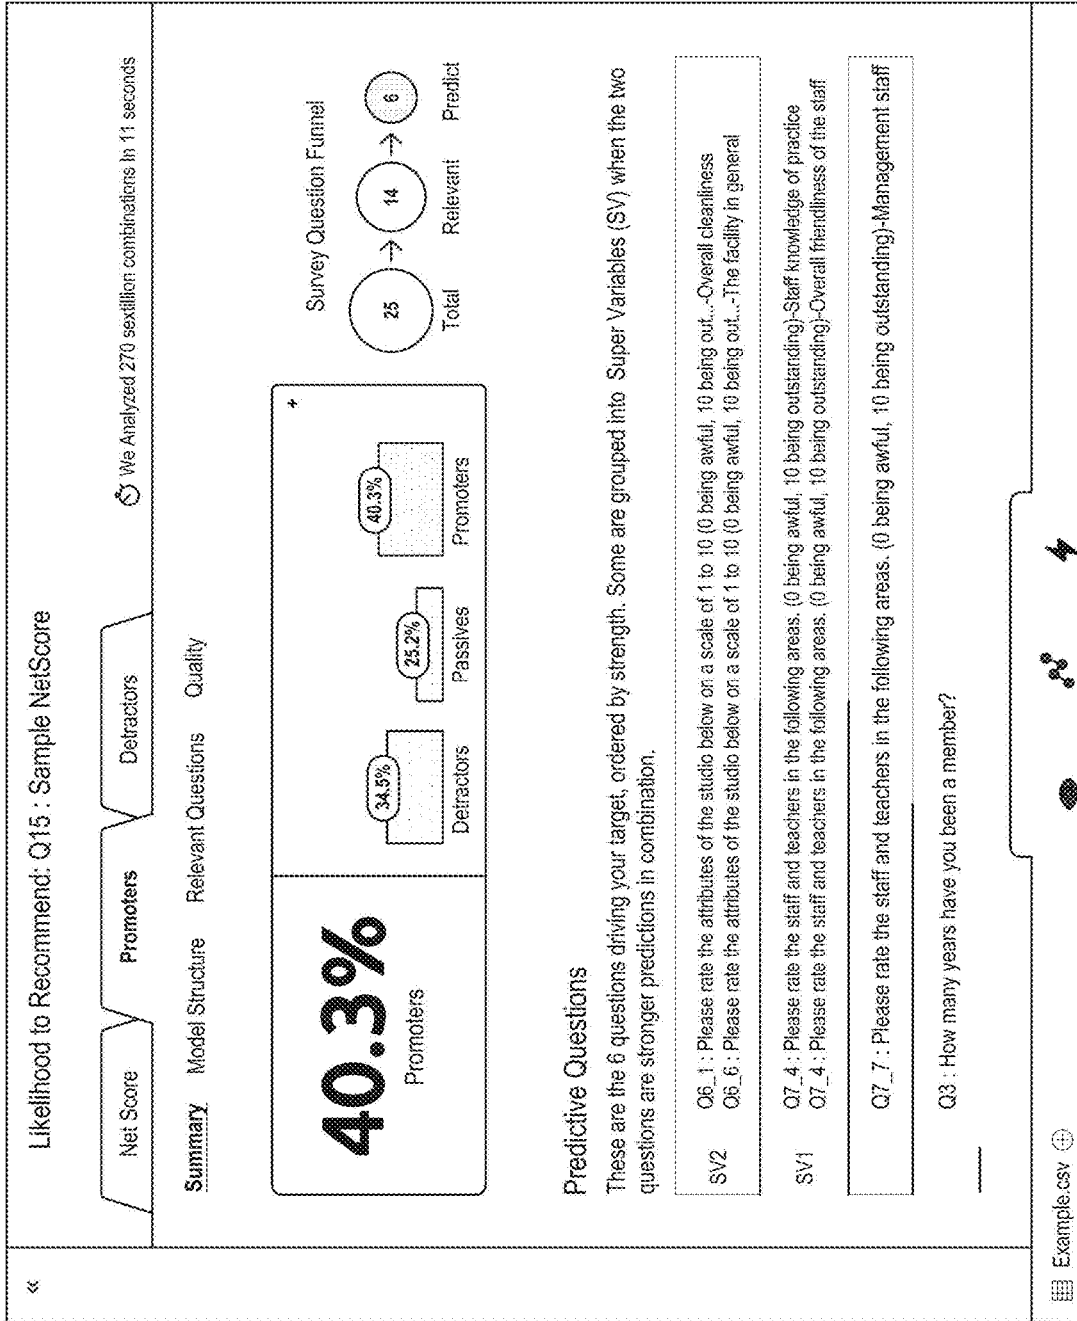 «
Likelihood to Recommend: Q15 : Sample NetScore
Net Score
Promoters
Detractors
We Analyzed 270 sextillion combinations in 11 seconds
Summary
Model Structure
Relevant Questions
Quality
40.3%
Promoters
34.5%
Detractors
25.2%
Passives
40.3%
Promoters
+
Survey Question Funnel
25
14
6
Total
Relevant
Predict
Predictive Questions
These are the 6 questions driving your target, ordered by strength. Some are grouped into Super Variables (SV) when the two
questions are stronger predictions in combination.
SV2
Q6_1 : Please rate the attributes of the studio below on a scale of 1 to 10 (0 being awful, 10 being out...-Overall cleanliness
Q6_6 : Please rate the attributes of the studio below on a scale of 1 to 10 (0 being awful, 10 being out...-The facility in general
SV1
Q7_4 : Please rate the staff and teachers in the following areas. (0 being awful, 10 being outstanding)-Staff knowledge of practice
Q7_4 : Please rate the staff and teachers in the following areas. (0 being awful, 10 being outstanding)-Overall friendliness of the staff
Q7_7 : Please rate the staff and teachers in the following areas. (0 being awful, 10 being outstanding)-Management staff
Q3 : How many years have you been a member?
Example.csv